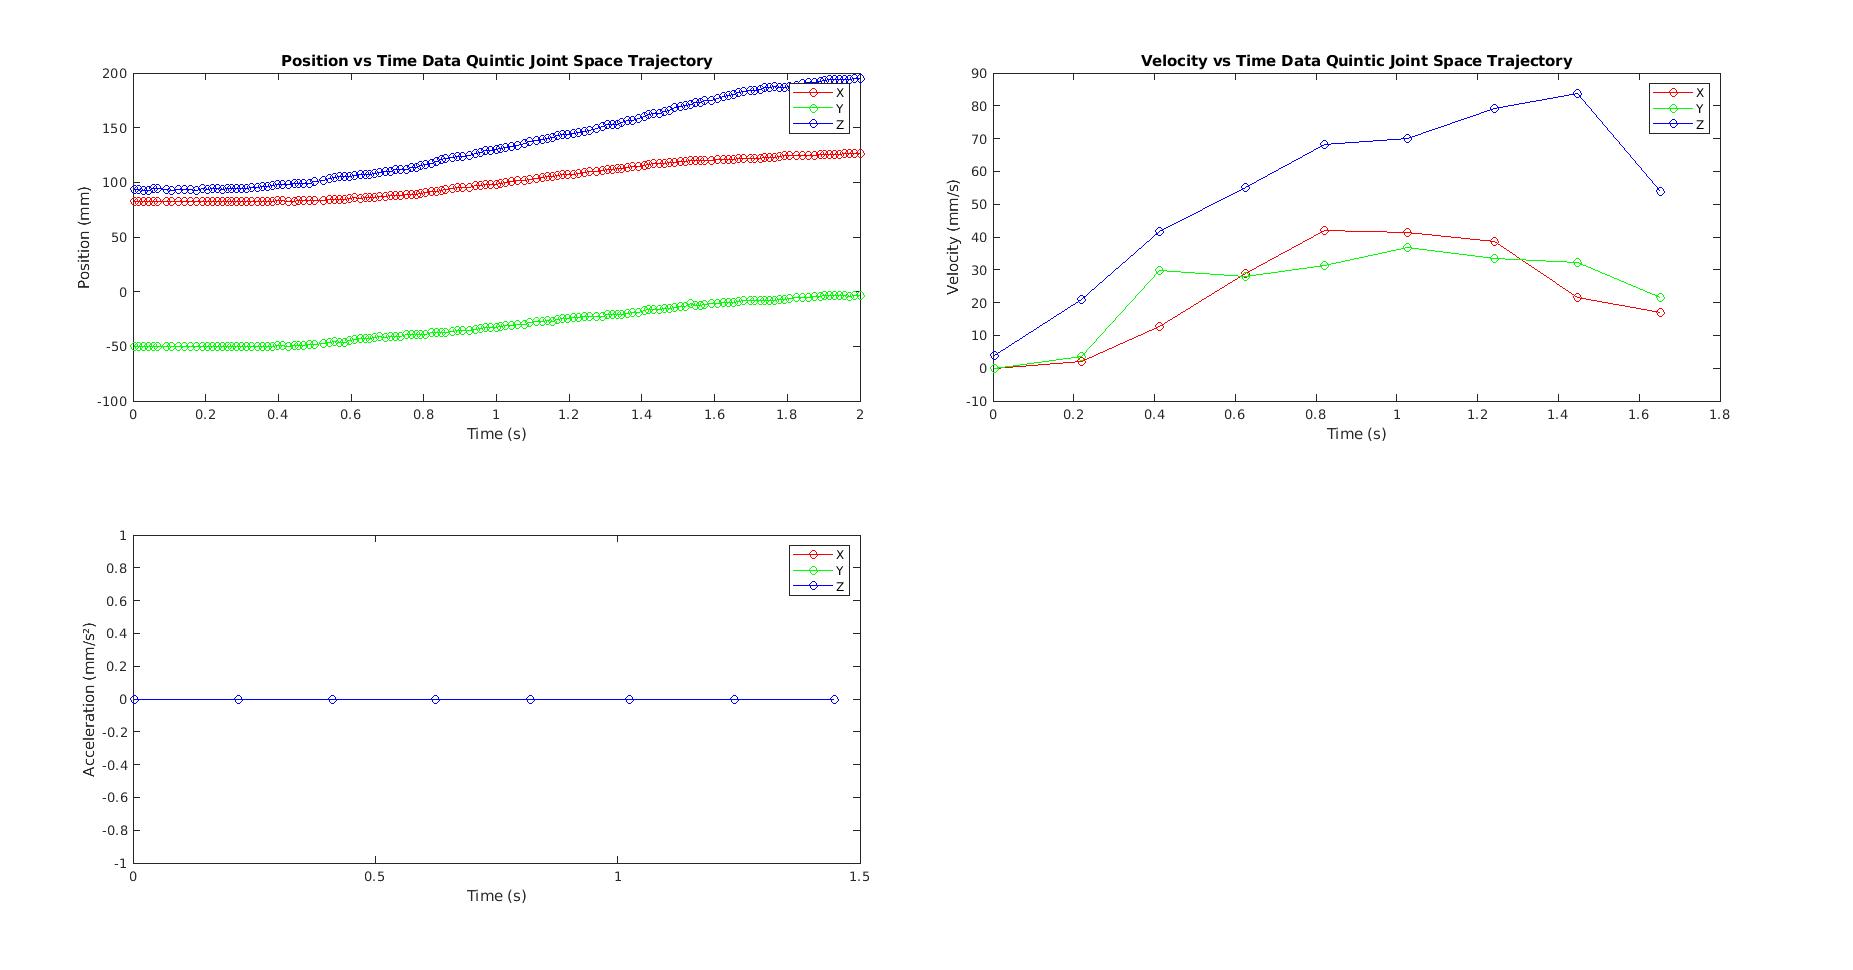 Position vs Time Data Quintic Joint Space Trajectory
200
150
100
50
0
-50
-100
Position (mm)
0 0.2 0.4 0.6 0.8 1 1.2 1.4 1.6 1.8 2
Time (s)
X
Y
Z
Velocity vs Time Data Quintic Joint Space Trajectory
90
80
70
60
50
40
30
20
10
0
-10
Velocity (mm/s)
0 0.2 0.4 0.6 0.8 1 1.2 1.4 1.6 1.8
Time (s)
X
Y
Z
1
0.8
0.6
0.4
0.2
0
-0.2
-0.4
-0.6
-0.8
-1
Acceleration (mm/s²)
0 0.5 1 1.5
Time (s)
X
Y
Z